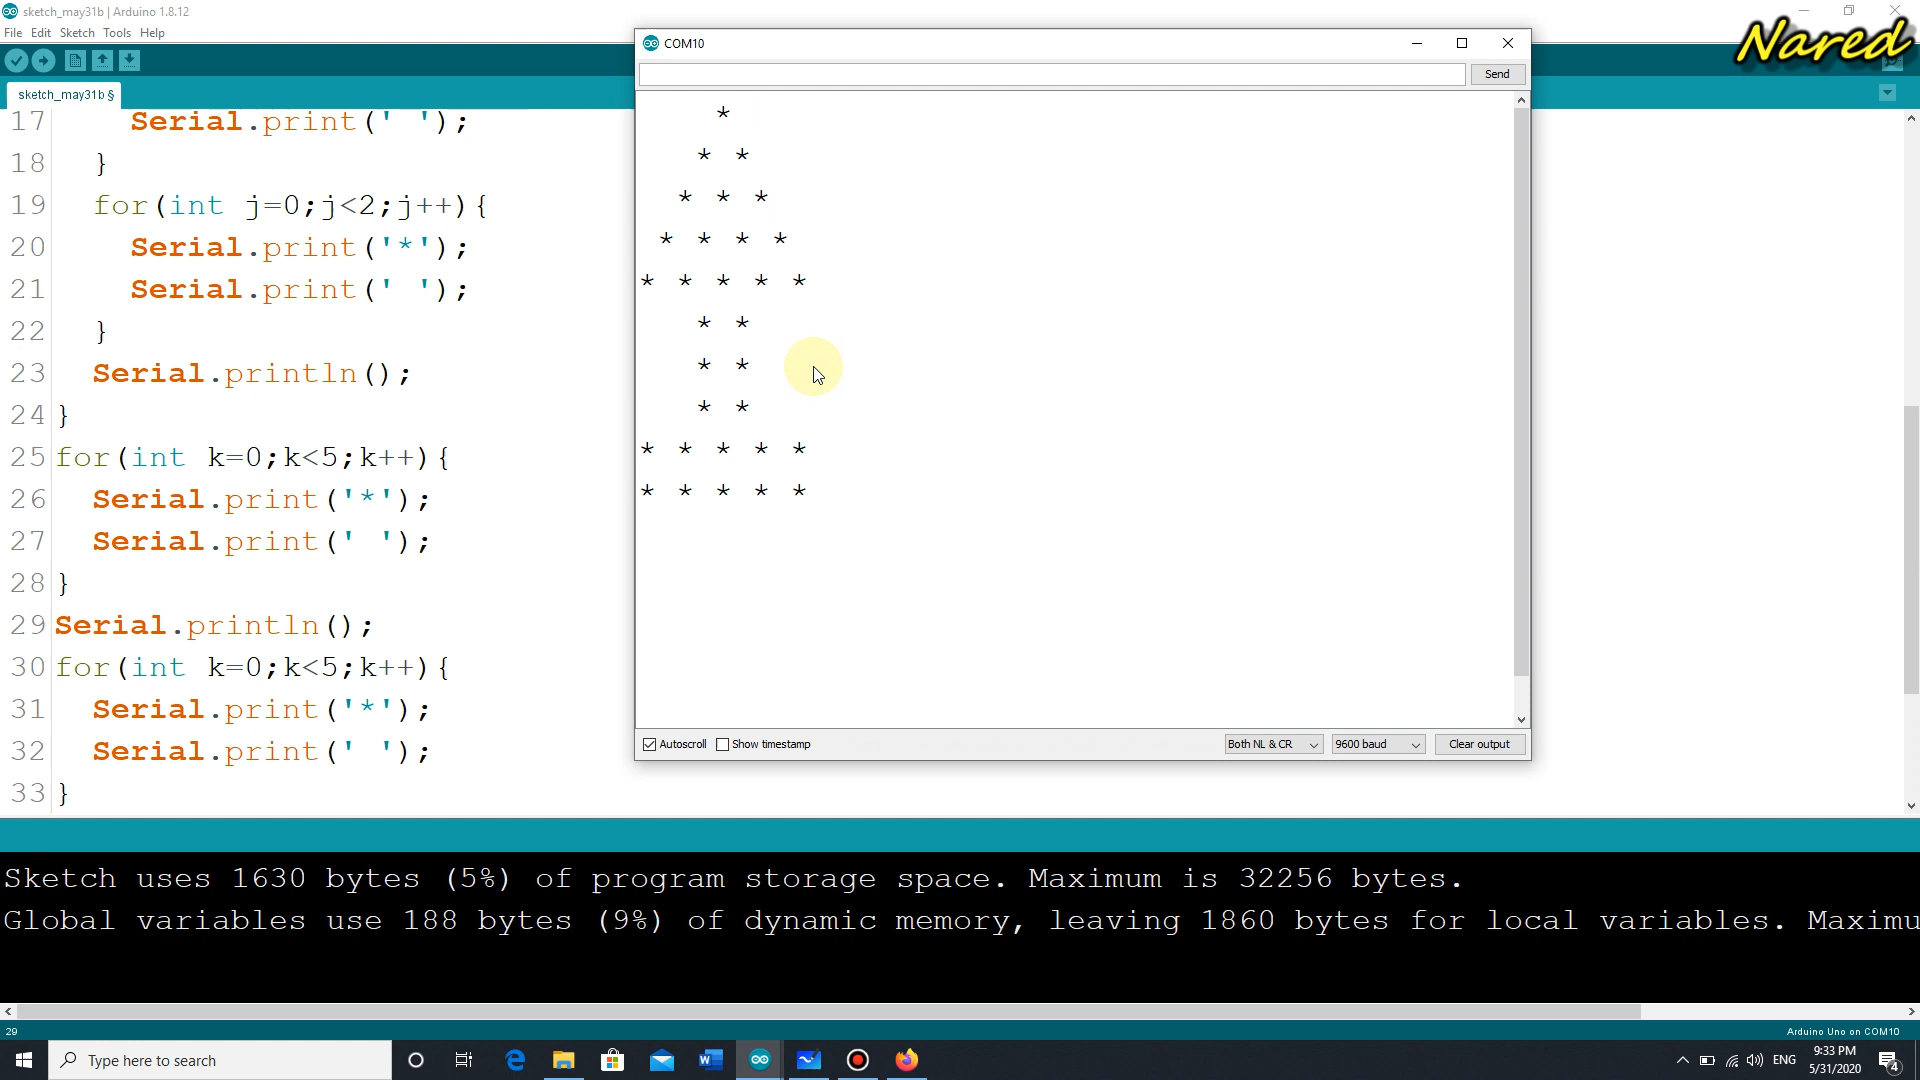 sketch_may31b | Arduino 1.8.12
File Edit Sketch Tools Help
Nared
sketch_may31b §
17 Serial.print(' ');
18 }
19 for(int j=0;j<2;j++){
20 Serial.print('*');
21 Serial.print(' ');
22 }
23 Serial.println();
24 }
25 for(int k=0;k<5;k++){
26 Serial.print('*');
27 Serial.print(' ');
28 }
29 Serial.println();
30 for(int k=0;k<5;k++){
31 Serial.print('*');
32 Serial.print(' ');
33 }
COM10
Send
*
* *
* * *
* * * *
* * * * *
* *
* *
* *
* * * * *
* * * * *
Autoscroll Show timestamp Both NL & CR 9600 baud Clear output
Sketch uses 1630 bytes (5%) of program storage space. Maximum is 32256 bytes.
Global variables use 188 bytes (9%) of dynamic memory, leaving 1860 bytes for local variables. Maximu
29 Arduino Uno on COM10
Type here to search
ENG
9:33 PM
5/31/2020
4